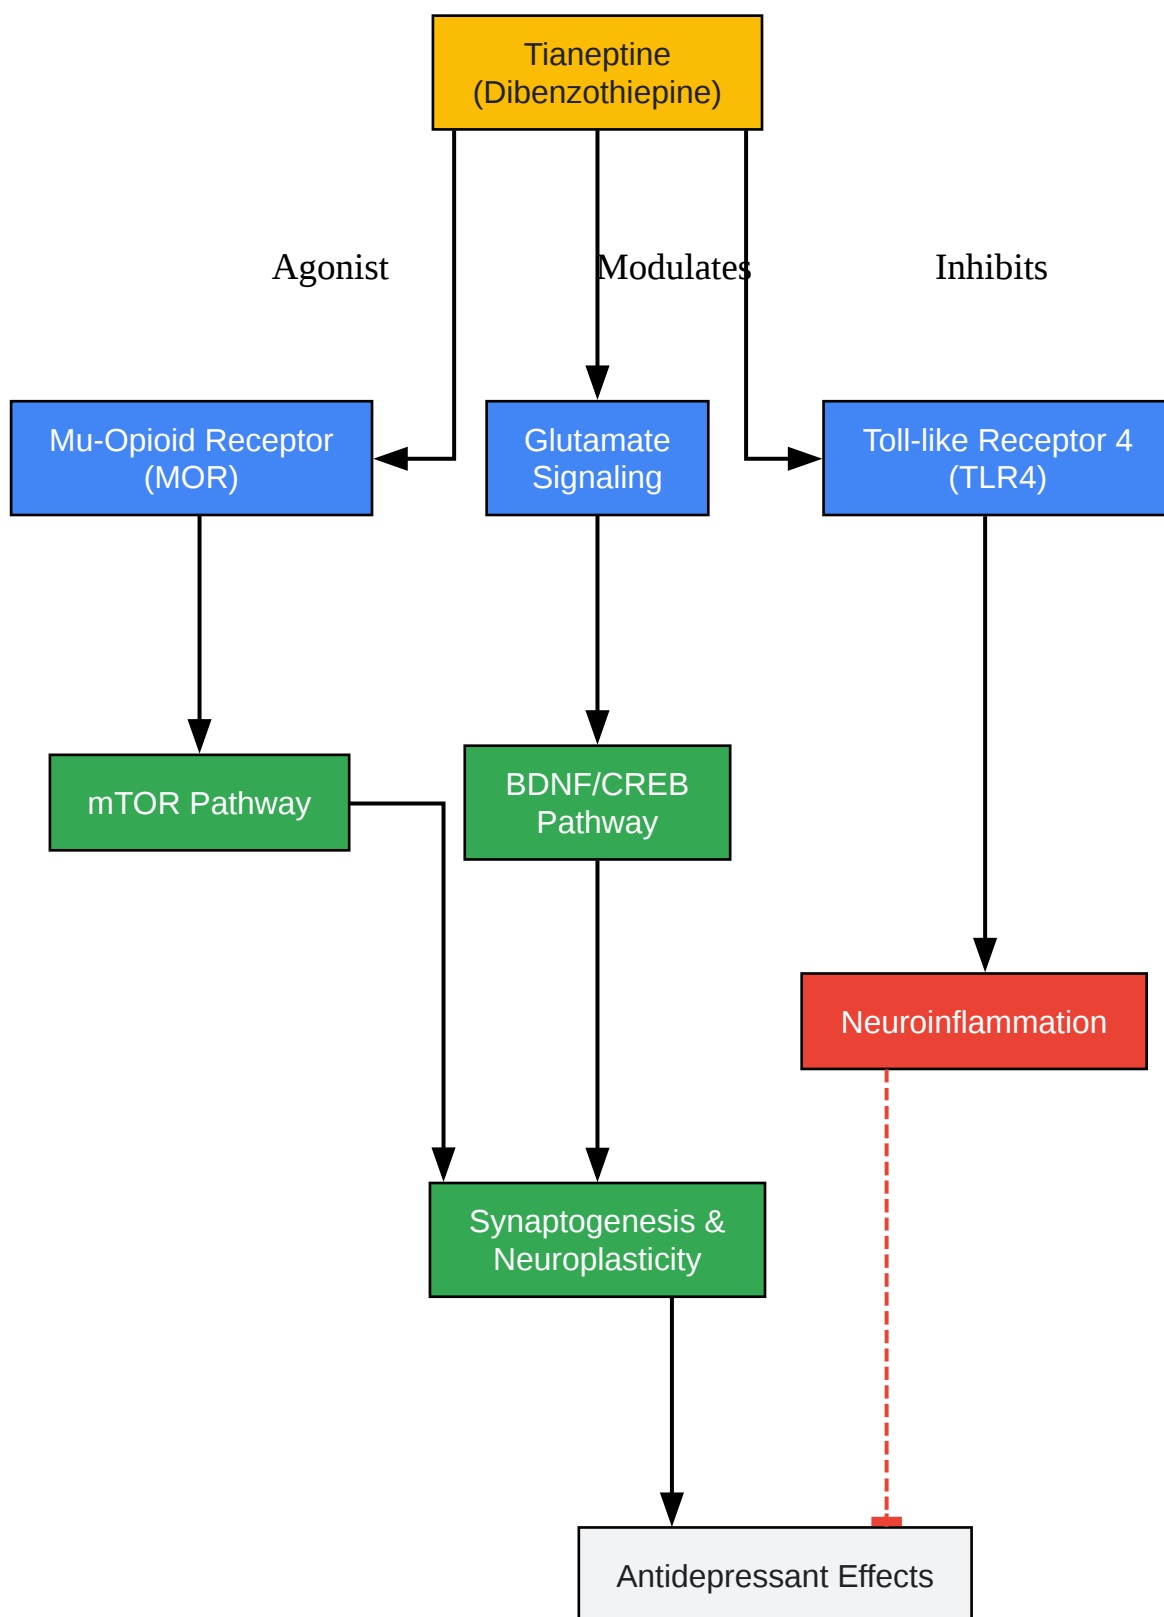 Tianeptine
(Dibenzothiepine)
Agonist
Modulates
Inhibits
Mu-Opioid Receptor
(MOR)
Glutamate
Signaling
Toll-like Receptor 4
(TLR4)
mTOR Pathway
BDNF/CREB
Pathway
Neuroinflammation
Synaptogenesis &
Neuroplasticity
Antidepressant Effects